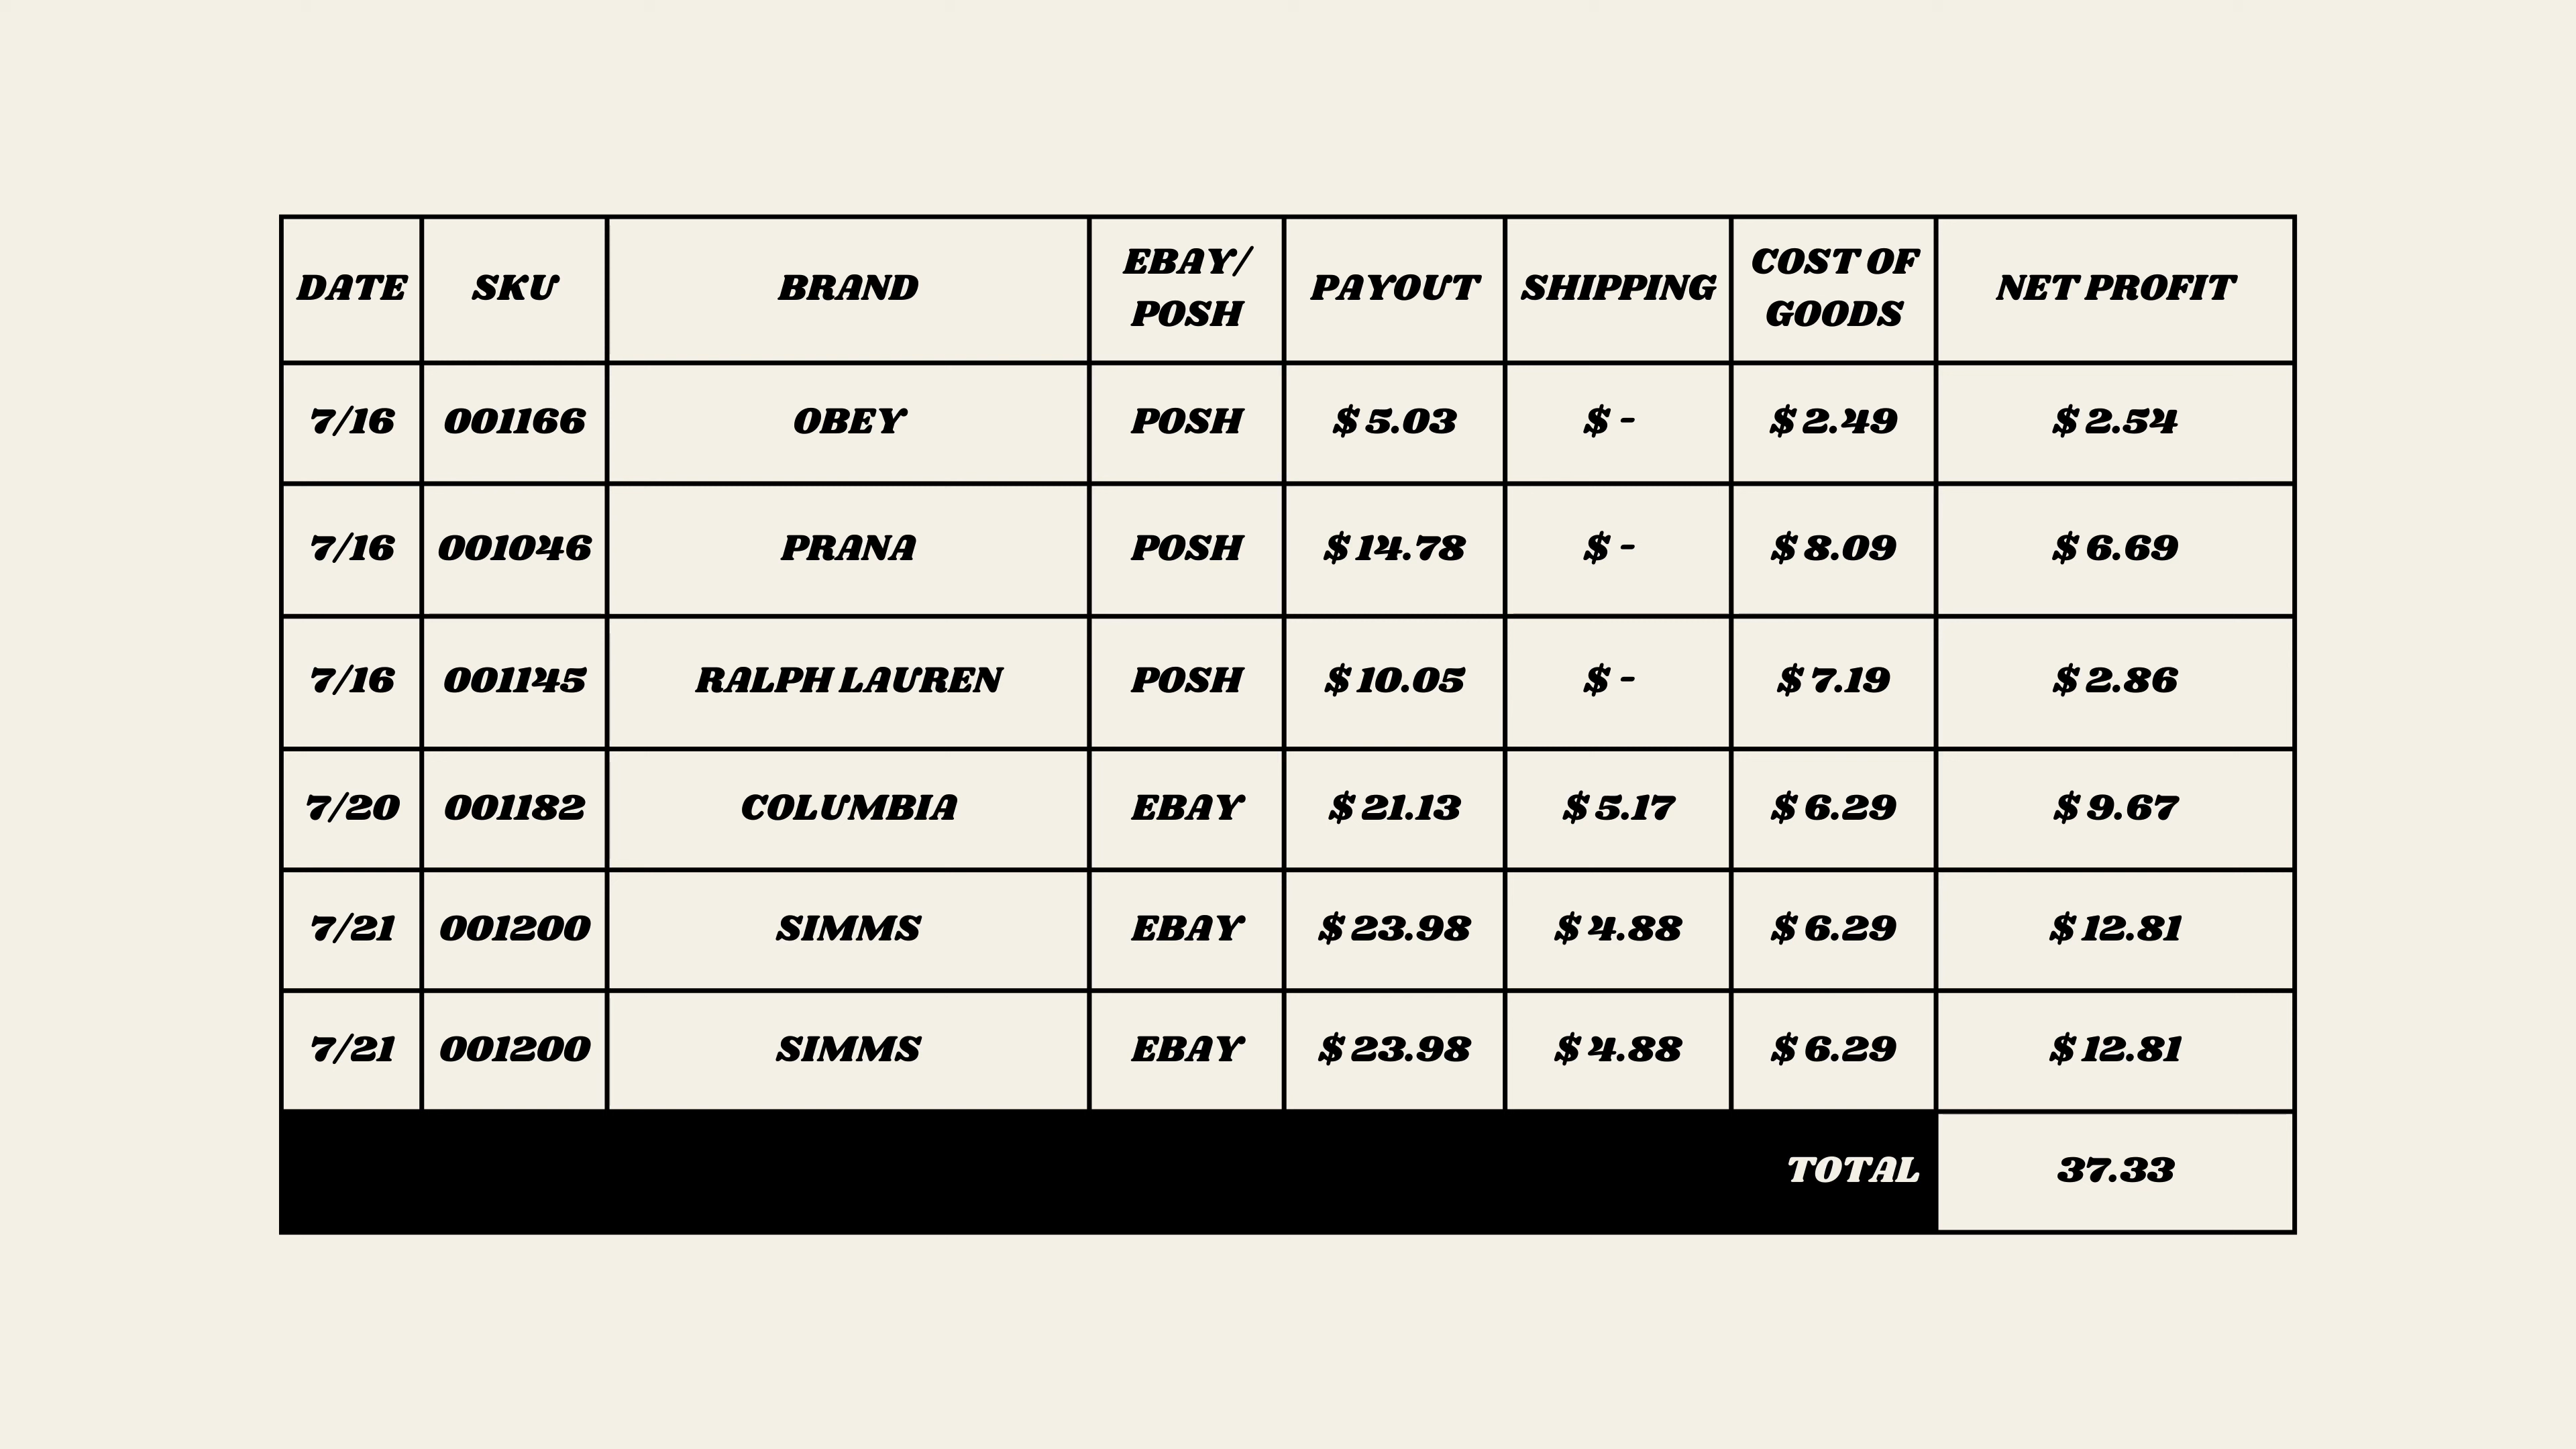 DATE SKU BRAND EBAY/ POSH PAYOUT SHIPPING COST OF GOODS NET PROFIT
7/16 001166 OBEY POSH $ 5.03 $ - $ 2.49 $ 2.54
7/16 001046 PRANA POSH $ 14.78 $ - $ 8.09 $ 6.69
7/16 001145 RALPH LAUREN POSH $ 10.05 $ - $ 7.19 $ 2.86
7/20 001182 COLUMBIA EBAY $ 21.13 $ 5.17 $ 6.29 $ 9.67
7/21 001200 SIMMS EBAY $ 23.98 $ 4.88 $ 6.29 $ 12.81
7/21 001200 SIMMS EBAY $ 23.98 $ 4.88 $ 6.29 $ 12.81
TOTAL 37.33